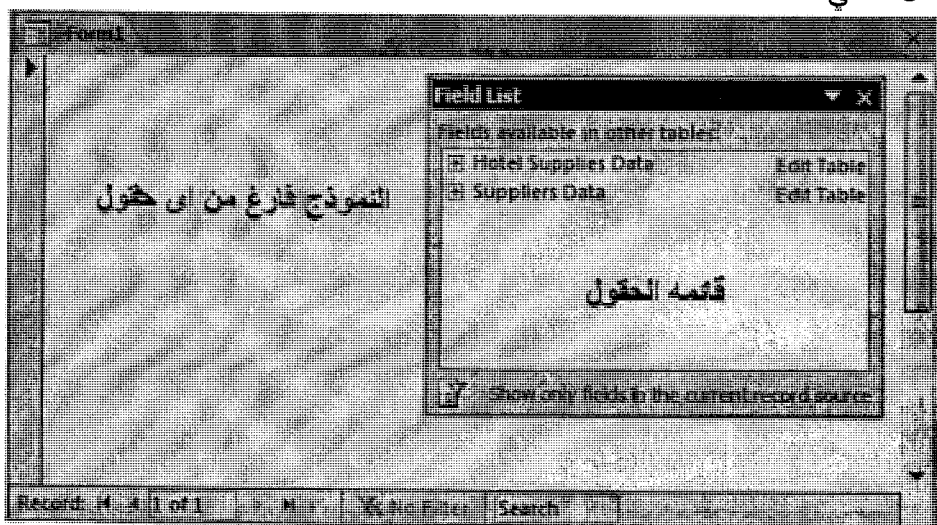 Form1
Field List
Fields available in other tables:
Hotel Supplies Data Edit Table
Suppliers Data Edit Table
النموذج فارغ من اى حقول
قائمه الحقول
Show only fields in the current record source
Record: 1 of 1 No Filter Search